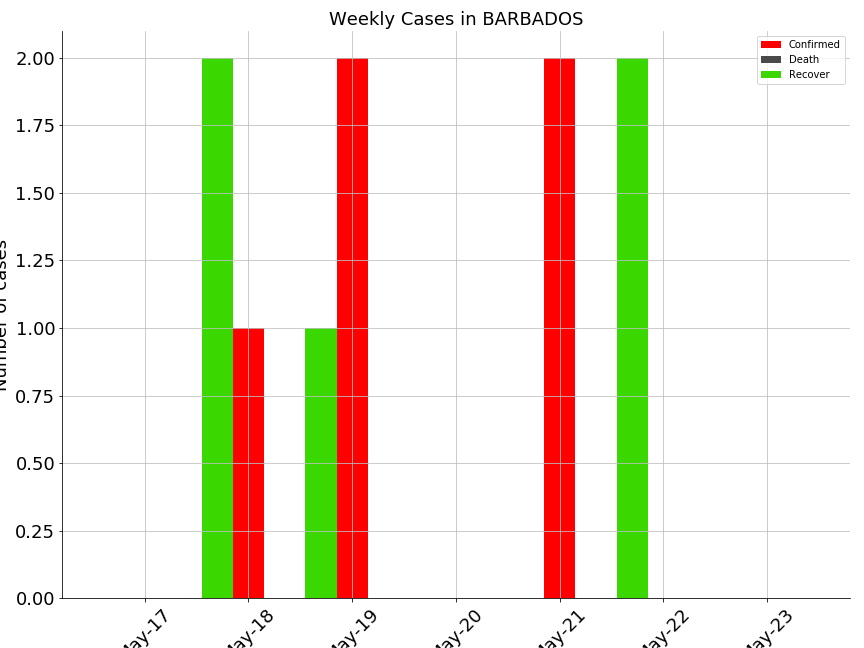 Weekly Cases in BARBADOS
Confirmed
Death
Recover
2.00
1.75
1.50
1.25
1.00
0.75
0.50
0.25
0.00
Number of cases
May-17
May-18
May-19
May-20
May-21
May-22
May-23